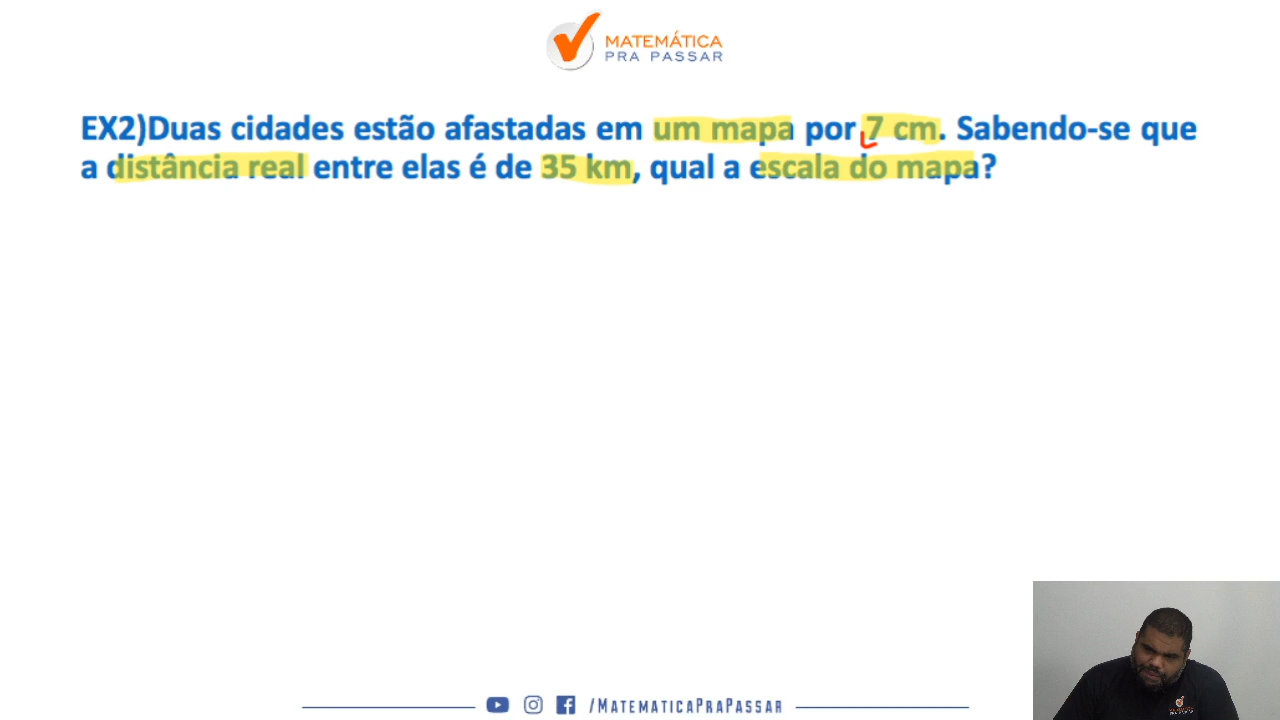 MATEMÁTICA
PRA PASSAR
EX2)Duas cidades estão afastadas em um mapa por 7 cm. Sabendo-se que
a distância real entre elas é de 35 km, qual a escala do mapa?
/MATEMATICAPRAPASSAR